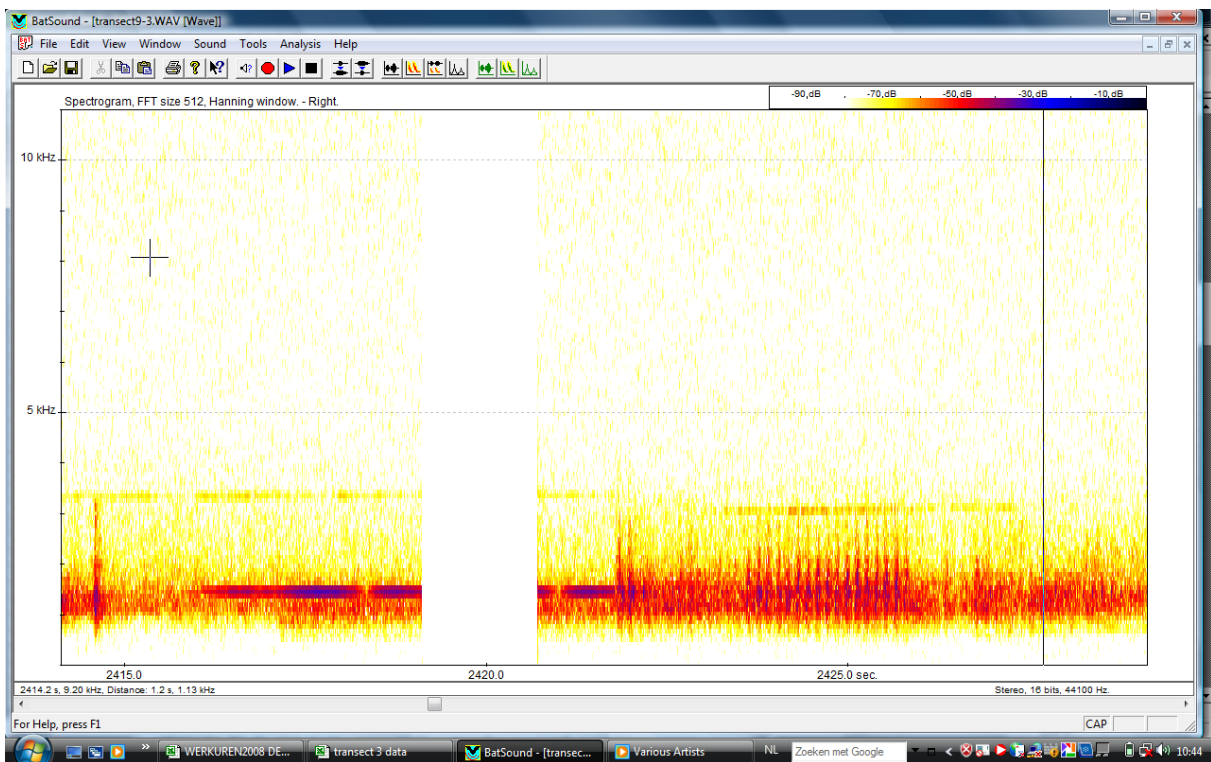 BatSound - [transect9-3.WAV [Wave]]
File Edit View Window Sound Tools Analysis Help
Spectrogram, FFT size 512, Hanning window. - Right.
-90,dB . -70,dB . -50,dB . -30,dB . -10,dB
10 kHz
5 kHz
2415.0 2420.0 2425.0 sec.
2414.2 s, 9.20 kHz, Distance: 1.2 s, 1.13 kHz Stereo, 16 bits, 44100 Hz.
For Help, press F1 CAP
WERKUREN2008 DE... transect 3 data BatSound - [transec... Various Artists NL Zoeken met Google 10:44